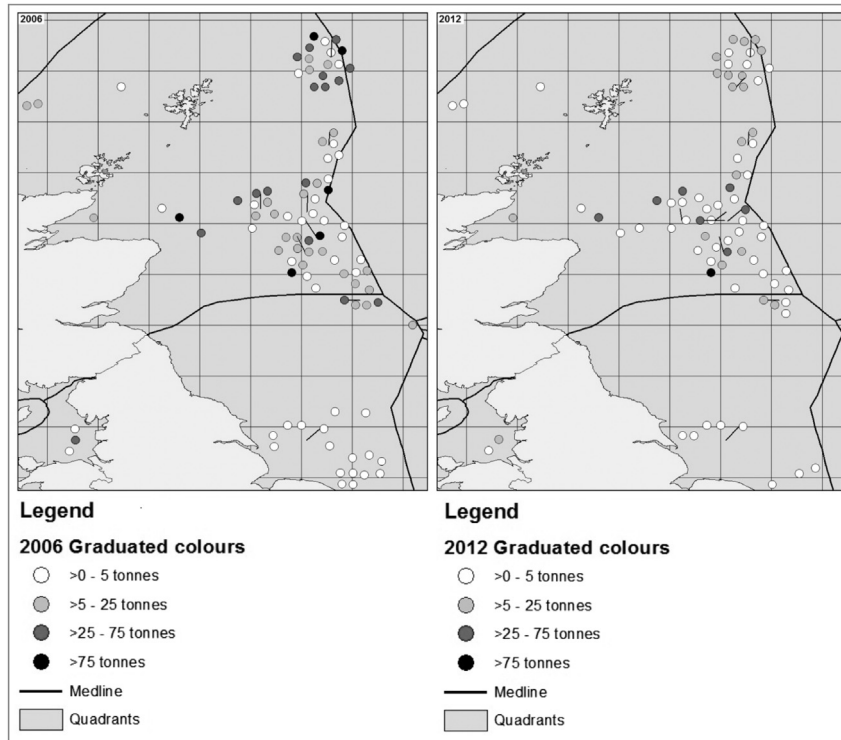 2006
Legend
2006 Graduated colours
>0 - 5 tonnes
>5 - 25 tonnes
>25 - 75 tonnes
>75 tonnes
Medline
Quadrants
2012
Legend
2012 Graduated colours
>0 - 5 tonnes
>5 - 25 tonnes
>25 - 75 tonnes
>75 tonnes
Medline
Quadrants